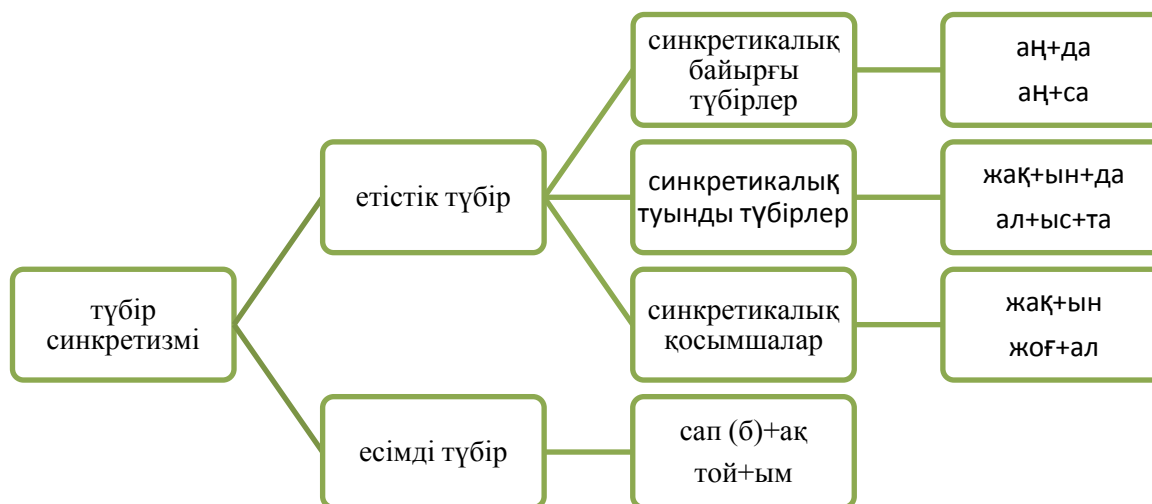 түбір
синкретизмі
етістік түбір
синкретикалық
байырғы
түбірлер
аң+да
аң+са
синкретикалық
туынды түбірлер
жақ+ын+да
ал+ыс+та
синкретикалық
қосымшалар
жақ+ын
жоғ+ал
есімді түбір
сап (б)+ақ
той+ым